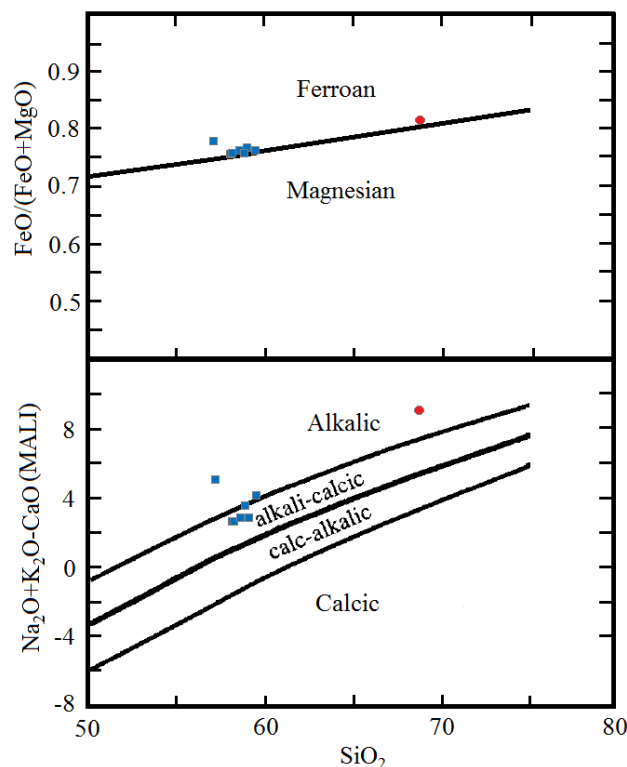 FeO/(FeO+MgO)
0.9
0.8
0.7
0.6
0.5
Ferroan
Magnesian
Na₂O+K₂O-CaO (MALI)
8
4
0
-4
-8
Alkalic
alkali-calcic
calc-alkalic
Calcic
50
60
70
80
SiO₂